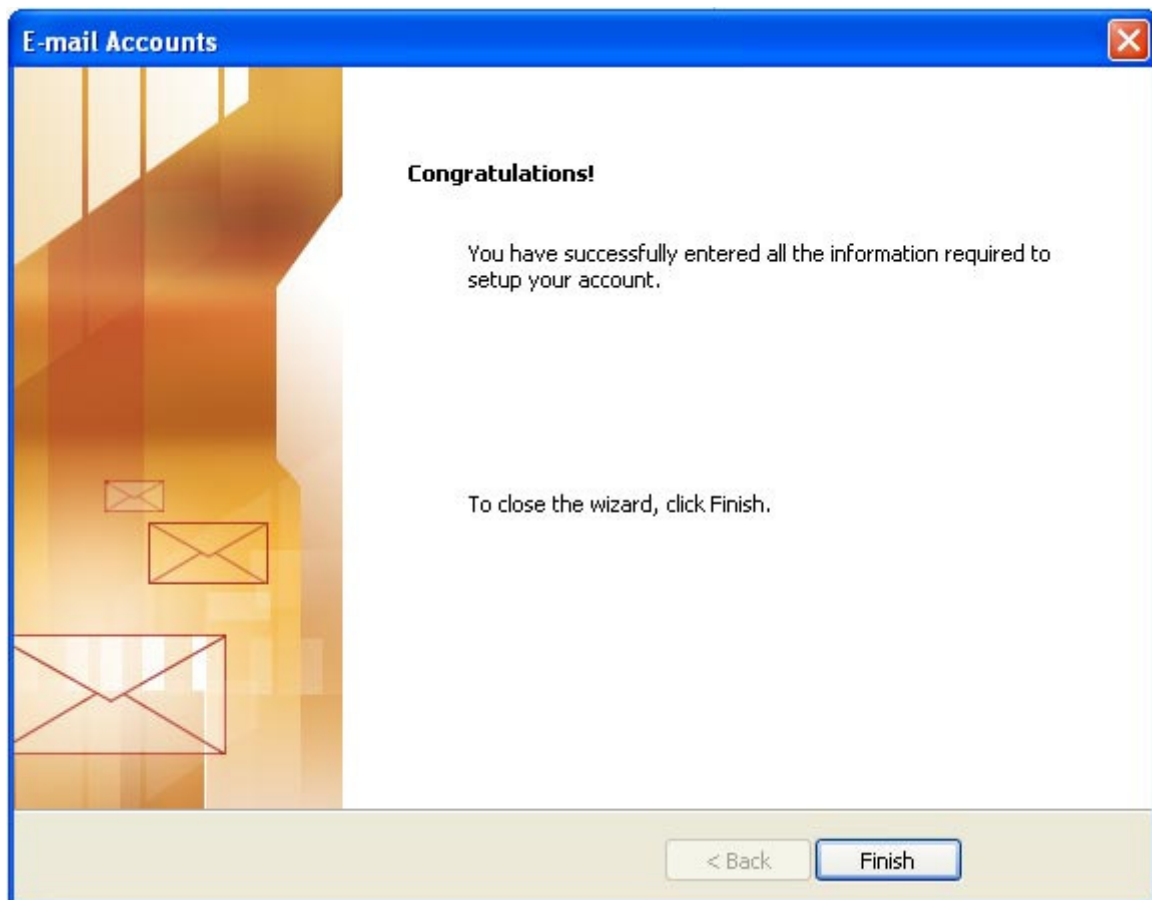 E-mail Accounts
Congratulations!
You have successfully entered all the information required to
setup your account.
To close the wizard, click Finish.
< Back
Finish